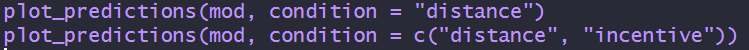 plot_predictions(mod, condition = "distance")
plot_predictions(mod, condition = c("distance", "incentive"))